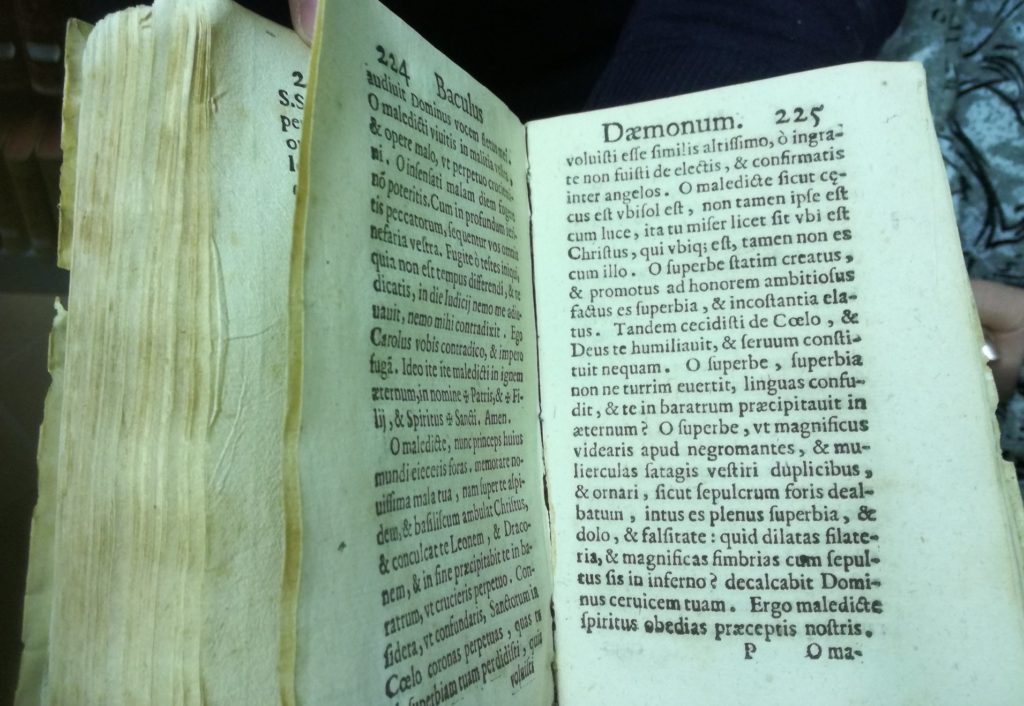 2
S.S
pe
224 Baculus
audiuit Dominus vocem
O maledicti viuitis in malitia
& opere malo, vt perpetuo
ni. O insensati malam diem
nõ poteritis. Cum in profundum
tis peccatorum, sequentur vos omnia
nefaria vestra. Fugite ò testes iniqui,
quia non est tempus differendi, &
dicatis, in die Iudicij nemo me
uauit, nemo mihi contradixit. Ego
Carolus vobis contradico, & impero
fugã. Ideo ite ite maledicti in ignem
æternum, in nomine ✠ Patris, & ✠ Fi-
lij, & Spiritus ✠ Sancti. Amen.
O maledicte, nunc princeps huius
mundi eieceris foras. memorare no-
uissima mala tua, nam super te aspi-
dem, & basiliscum ambulat Christus,
& conculcat te Leonem, & Draco-
nem, & in fine præcipitabit te in ba-
ratrum, vt crucieris perpetuo. Con-
sidera, vt confundaris, Sanctorum in
Cœlo coronas perpetuas, quas tu
superbiam tuam perdidisti, quia
voluisti
Dæmonum. 225
voluisti esse similis altissimo, ò ingra-
te non fuisti de electis, & confirmatis
inter angelos. O maledicte sicut cę-
cus est vbi sol est, non tamen ipse est
cum luce, ita tu miser licet sit vbi est
Christus, qui vbiq; est, tamen non es
cum illo. O superbe statim creatus,
& promotus ad honorem ambitiosus
factus es superbia, & incostantia ela-
tus. Tandem cecidisti de Cœlo, &
Deus te humiliauit, & seruum consti-
tuit nequam. O superbe, superbia
non ne turrim euertit, linguas confu-
dit, & te in baratrum præcipitauit in
æternum? O superbe, vt magnificus
videaris apud negromantes, & mu-
lierculas satagis vestiri duplicibus,
& ornari, sicut sepulcrum foris deal-
batum, intus es plenus superbia, &
dolo, & falsitate: quid dilatas filate-
ria, & magnificas fimbrias cum sepul-
tus sis in inferno? decalcabit Domi-
nus ceruicem tuam. Ergo maledicte
spiritus obedias præceptis nostris.
P O ma-